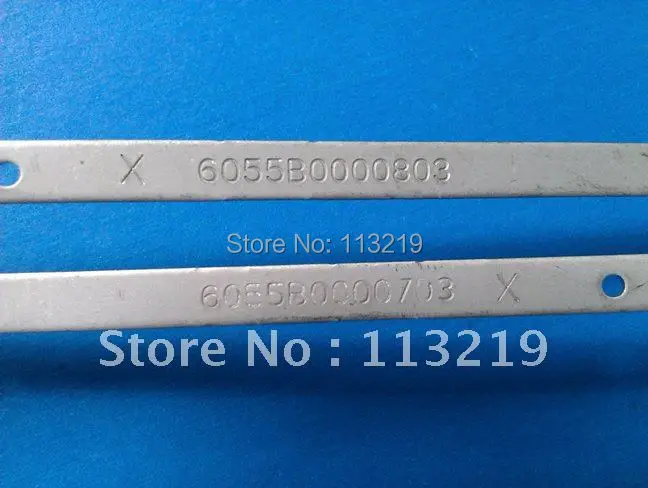 X 6055B0000803
Store No: 113219
6055B0000703 X
Store No : 113219